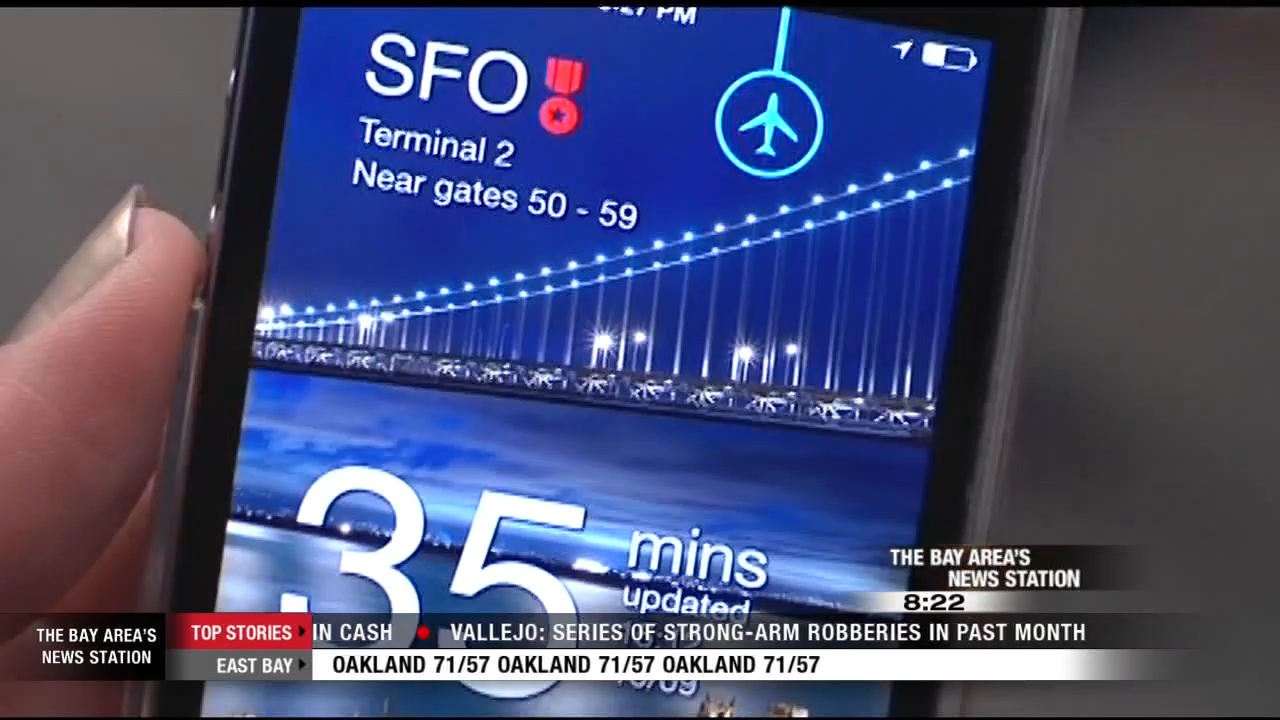 PM
SFO
Terminal 2
Near gates 50 - 59
35 mins
updated
THE BAY AREA'S
NEWS STATION
8:22
THE BAY AREA'S
NEWS STATION
TOP STORIES
IN CASH • VALLEJO: SERIES OF STRONG-ARM ROBBERIES IN PAST MONTH
EAST BAY
OAKLAND 71/57 OAKLAND 71/57 OAKLAND 71/57